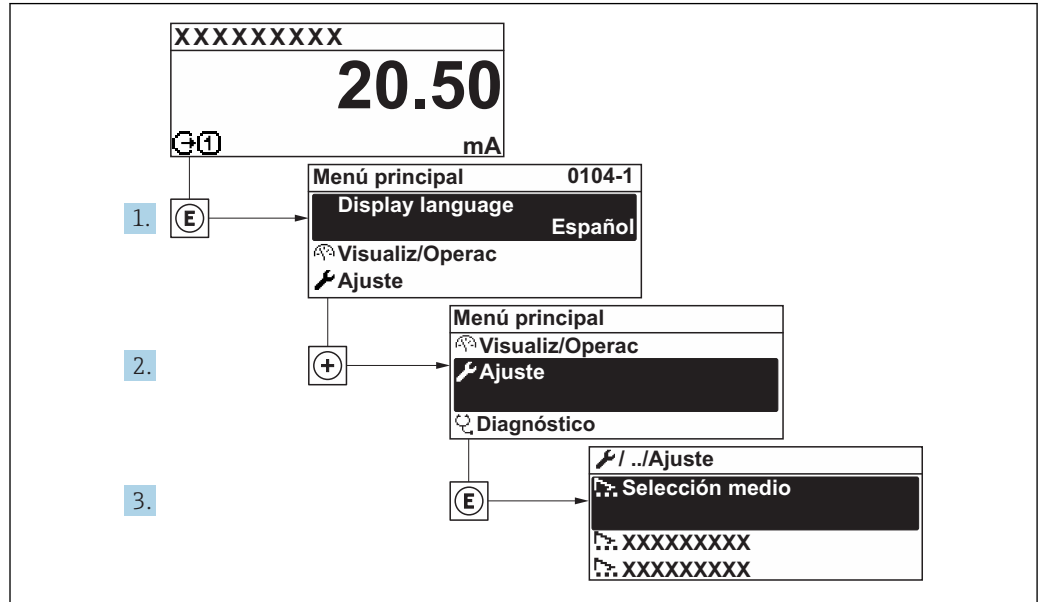 XXXXXXXXX
20.50
mA
1
Menú principal 0104-1
1. E Display language
Español
Visualiz/Operac
Ajuste
Menú principal
Visualiz/Operac
2. + Ajuste
Diagnóstico
/ ../Ajuste
3. E Selección medio
XXXXXXXXX
XXXXXXXXX